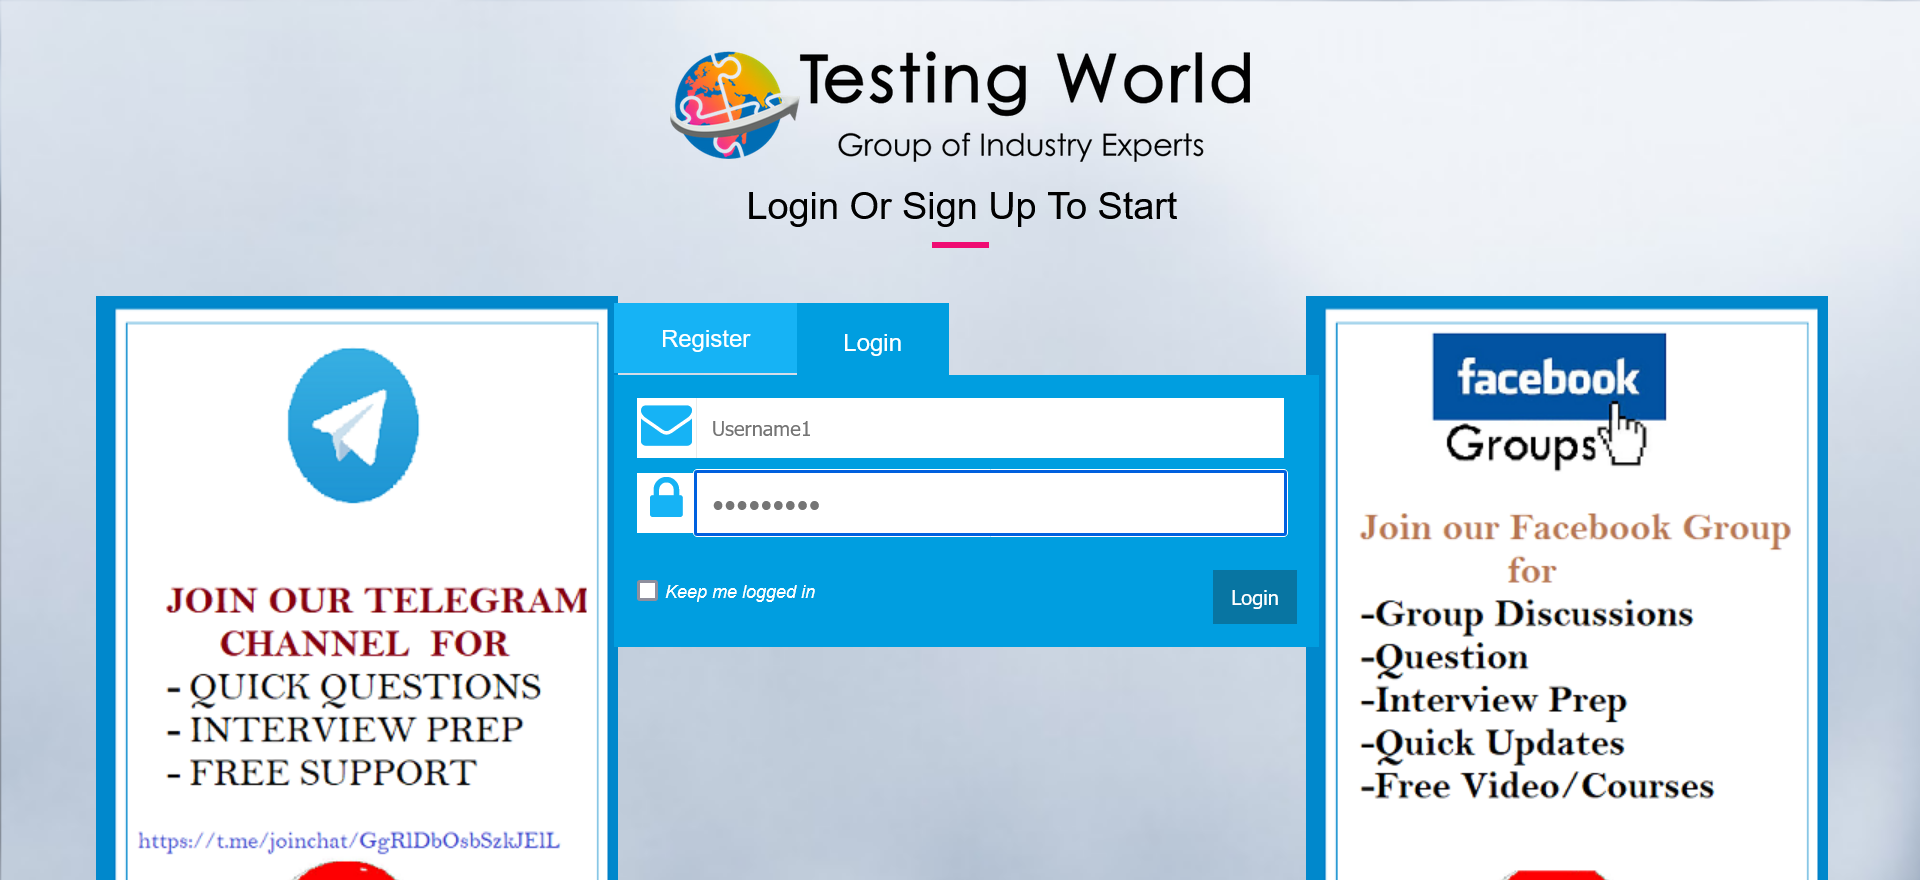 Testing World
Group of Industry Experts
Login Or Sign Up To Start
JOIN OUR TELEGRAM
CHANNEL FOR
- QUICK QUESTIONS
- INTERVIEW PREP
- FREE SUPPORT
https://t.me/joinchat/GgRlDbOsbSzkJElL
Register
Login
Username1
•••••••••
Keep me logged in
Login
facebook
Groups
Join our Facebook Group
for
-Group Discussions
-Question
-Interview Prep
-Quick Updates
-Free Video/Courses